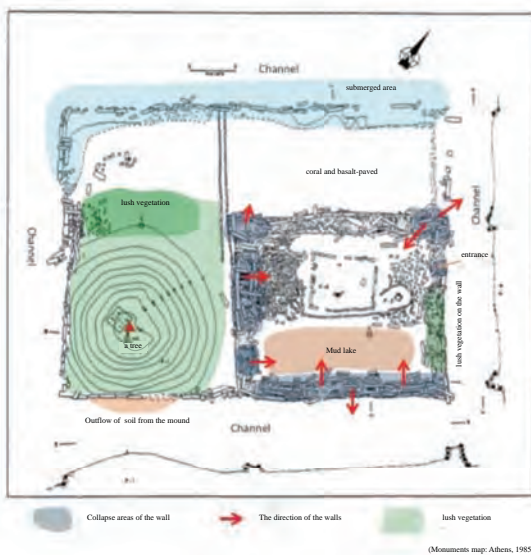 Channel
submerged area
coral and basalt-paved
Channel
lush vegetation
Channel
entrance
lush vegetation on the wall
a tree
Mud lake
Outflow of soil from the mound
Channel
Collapse areas of the wall
The direction of the walls
lush vegetation
(Monuments map: Athens, 1985